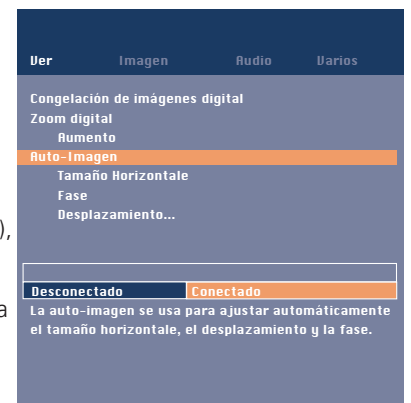 Ver Imagen Audio Varios
Congelación de imágenes digital
Zoom digital
Aumento
Auto-Imagen
Tamaño Horizontale
Fase
Desplazamiento...
),
Desconectado Conectado
a
La auto-imagen se usa para ajustar automáticamente
el tamaño horizontale, el desplazamiento y la fase.